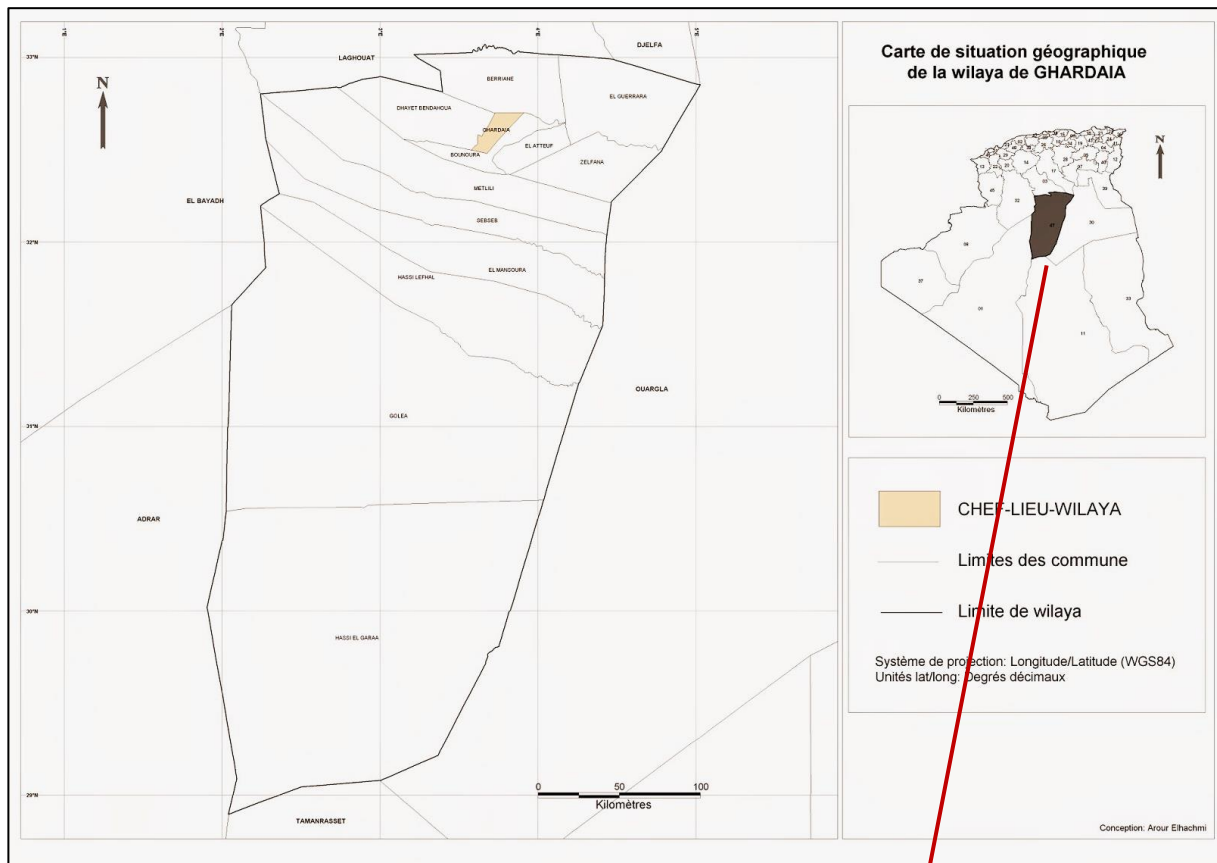 33°N
32°N
31°N
30°N
29°N
N
LAGHOUAT
DJELFA
BERRIANE
EL GUERRARA
DHAYET BENDAHOUA
GHARDAIA
EL ATTEUF
BOUNOURA
ZELFANA
METLILI
EL BAYADH
SEBSEB
EL MANSOURA
HASSI LEFHAL
OUARGLA
GOLEA
ADRAR
HASSI EL GARAA
TAMANRASSET
0 50 100
Kilomètres
Carte de situation géographique
de la wilaya de GHARDAIA
N
0 250 500
Kilomètres
CHEF-LIEU-WILAYA
Limites des commune
Limite de wilaya
Système de projection: Longitude/Latitude (WGS84)
Unités lat/long: Degrés décimaux
Conception: Arour Elhachmi